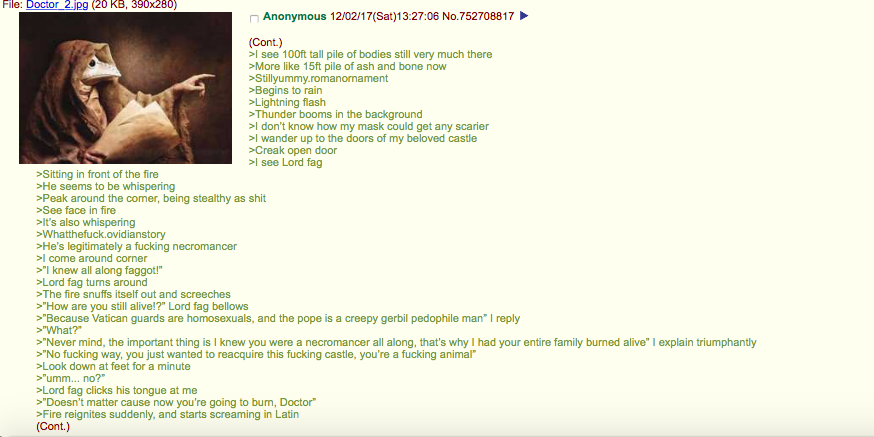 File: Doctor_2.jpg (20 KB, 390x280)
Anonymous 12/02/17(Sat)13:27:06 No.752708817
(Cont.)
>I see 100ft tall pile of bodies still very much there
>More like 15ft pile of ash and bone now
>Stillyummy.romanornament
>Begins to rain
>Lightning flash
>Thunder booms in the background
>I don't know how my mask could get any scarier
>I wander up to the doors of my beloved castle
>Creak open door
>I see Lord fag
>Sitting in front of the fire
>He seems to be whispering
>Peak around the corner, being stealthy as shit
>See face in fire
>It's also whispering
>Whatthefuck.ovidianstory
>He's legitimately a fucking necromancer
>I come around corner
>"I knew all along faggot!"
>Lord fag turns around
>The fire snuffs itself out and screeches
>"How are you still alive!?" Lord fag bellows
>"Because Vatican guards are homosexuals, and the pope is a creepy gerbil pedophile man" I reply
>"What?"
>"Never mind, the important thing is I knew you were a necromancer all along, that's why I had your entire family burned alive" I explain triumphantly
>"No fucking way, you just wanted to reacquire this fucking castle, you're a fucking animal"
>Look down at feet for a minute
>"umm... no?"
>Lord fag clicks his tongue at me
>"Doesn't matter cause now you're going to burn, Doctor"
>Fire reignites suddenly, and starts screaming in Latin
(Cont.)